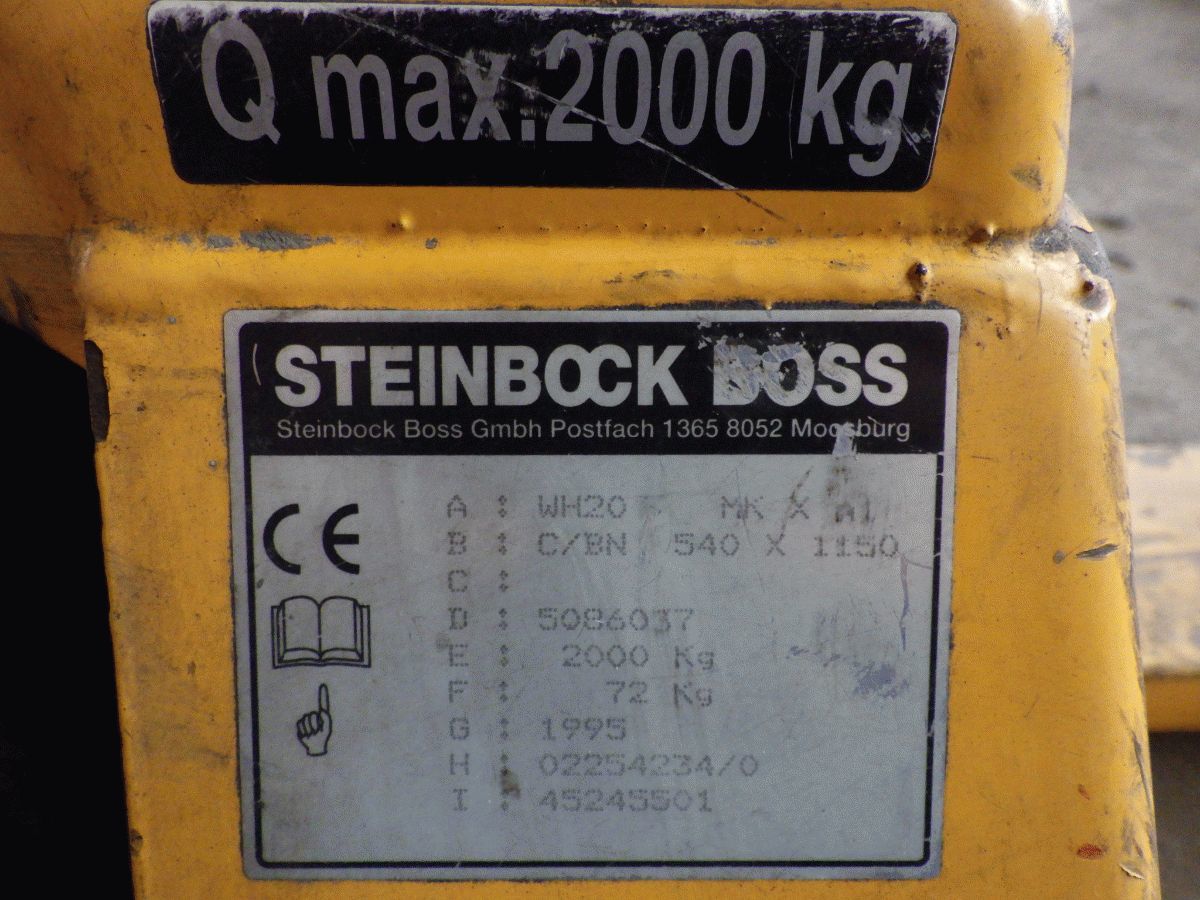 Q max.2000 kg
STEINBOCK BOSS
Steinbock Boss Gmbh Postfach 1365 8052 Moosburg
CE
A : WH20 MK X
B : C/BN 540 X 1150
C :
D : 5086037
E : 2000 Kg
F : 72 Kg
G : 1995
H : 02254234/0
I : 45245501